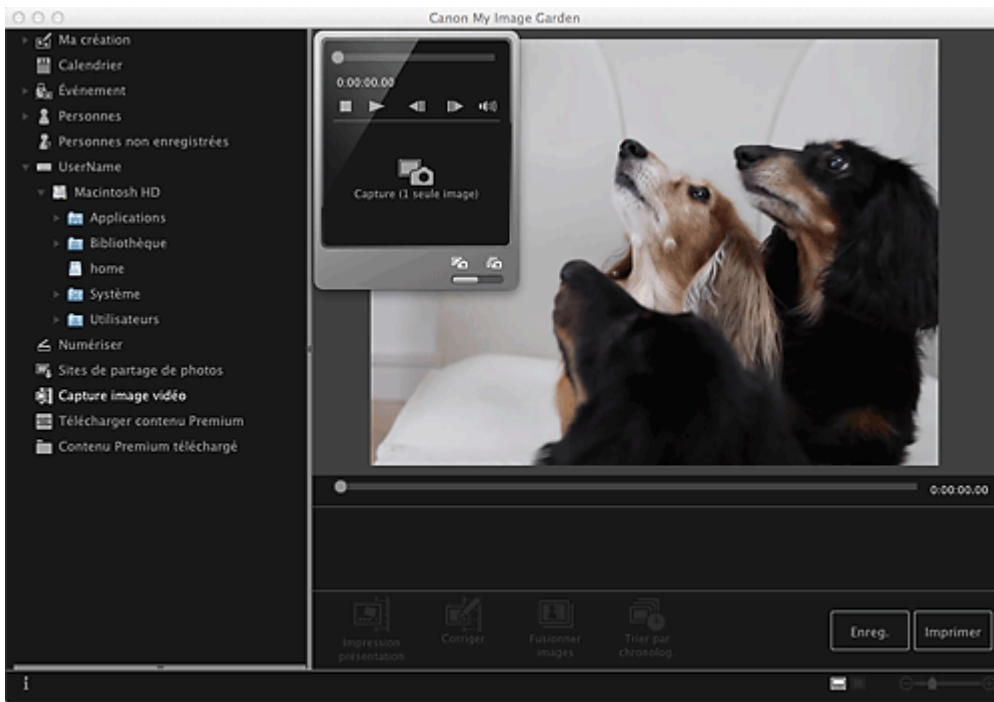 Canon My Image Garden
Ma création
Calendrier
Événement
Personnes
Personnes non enregistrées
UserName
Macintosh HD
Applications
Bibliothèque
home
Système
Utilisateurs
Numériser
Sites de partage de photos
Capture image vidéo
Télécharger contenu Premium
Contenu Premium téléchargé
0:00:00.00
Capture (1 seule image)
0:00:00.00
Impression
présentation
Corriger
Fusionner
images
Trier par
chronolog.
Enreg.
Imprimer